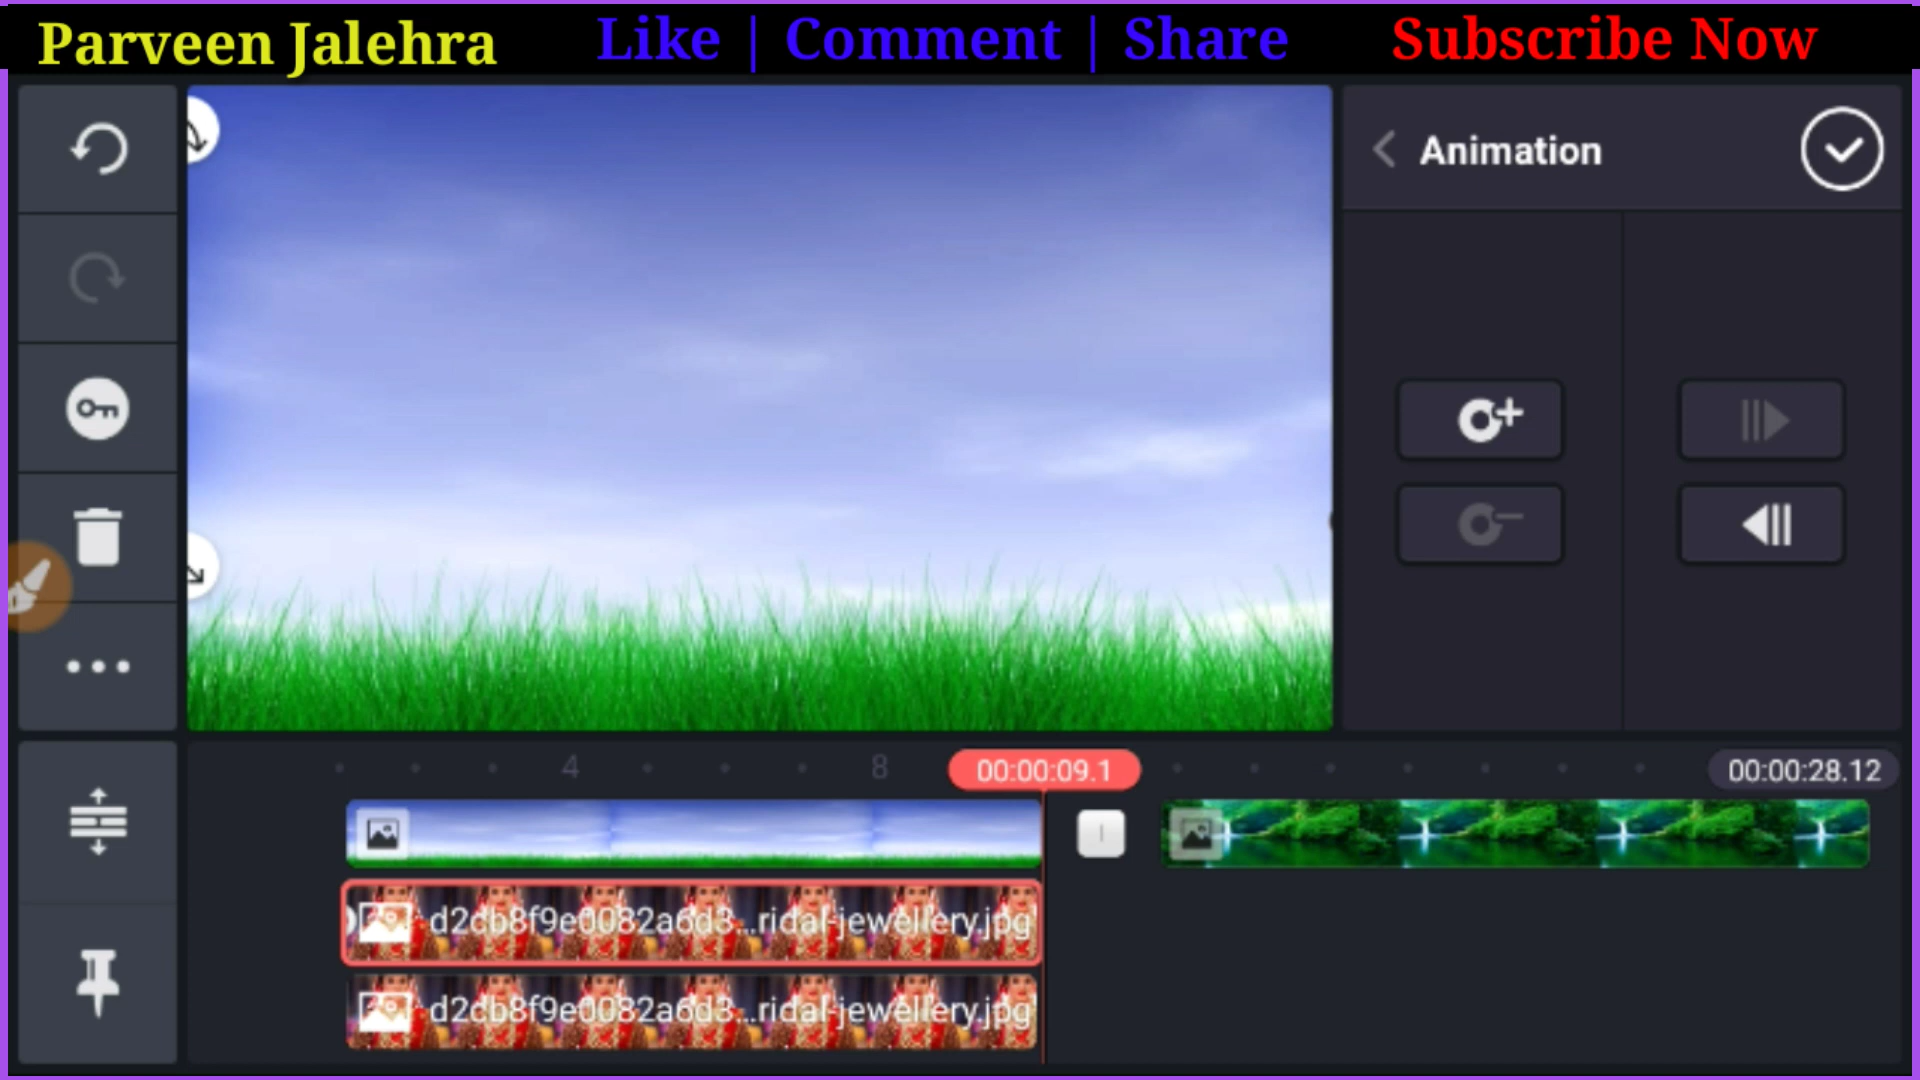 Parveen Jalehra
Like | Comment | Share
Subscribe Now
Animation
4
8
00:00:09.1
00:00:28.12
d2cb8f9e0082a6d3...ridal-jewellery.jpg
d2cb8f9e0082a6d3...ridal-jewellery.jpg